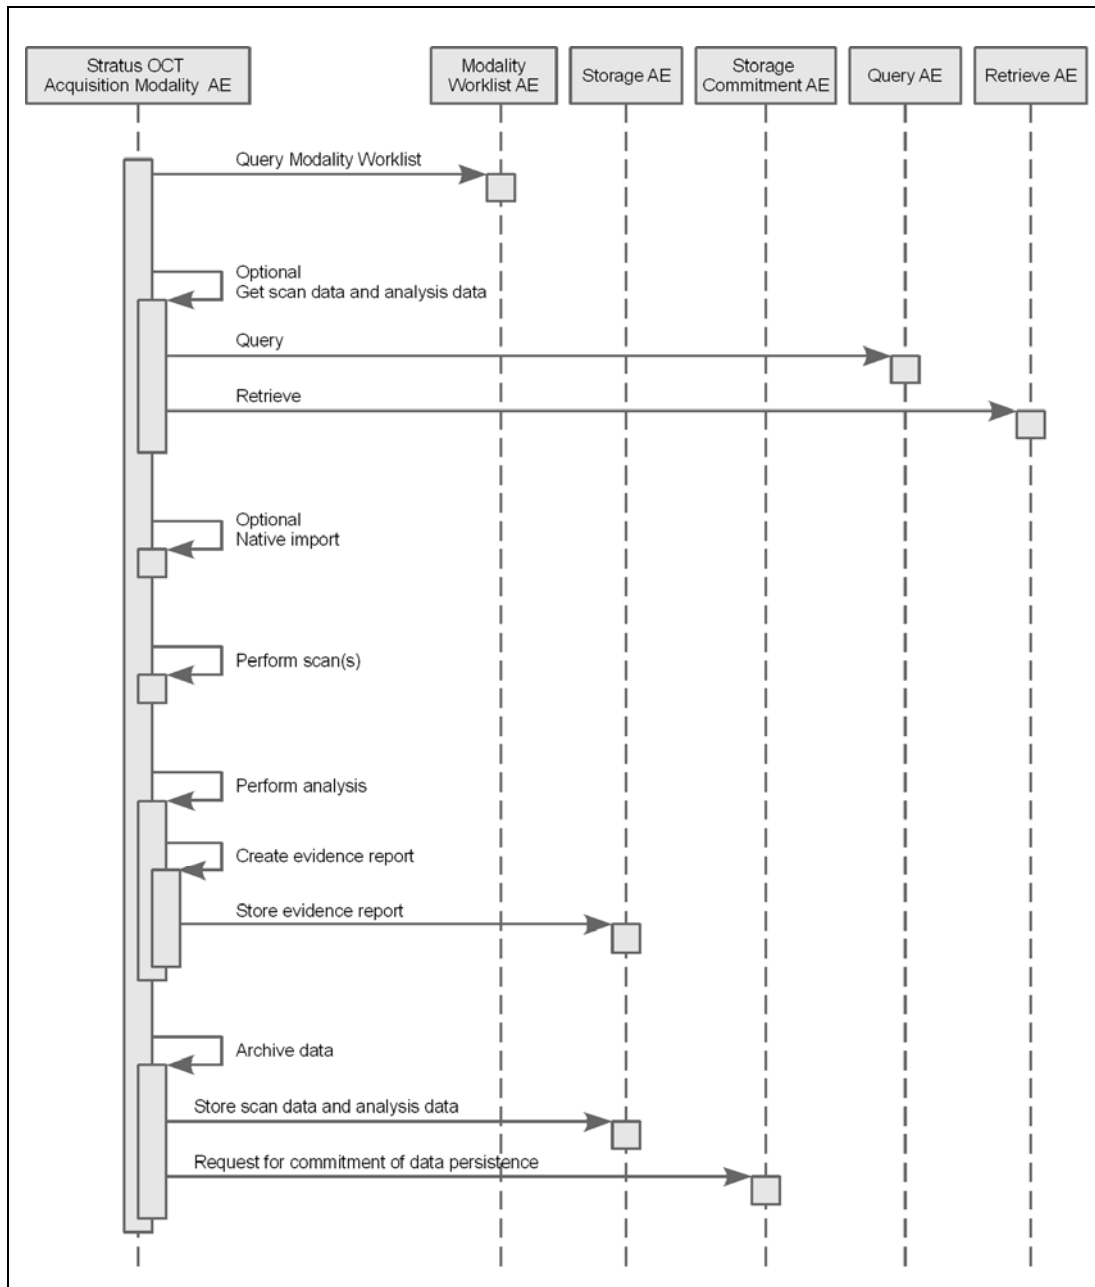 Stratus OCT
Acquisition Modality AE
Modality
Worklist AE
Storage AE
Storage
Commitment AE
Query AE
Retrieve AE
Query Modality Worklist
Optional
Get scan data and analysis data
Query
Retrieve
Optional
Native import
Perform scan(s)
Perform analysis
Create evidence report
Store evidence report
Archive data
Store scan data and analysis data
Request for commitment of data persistence